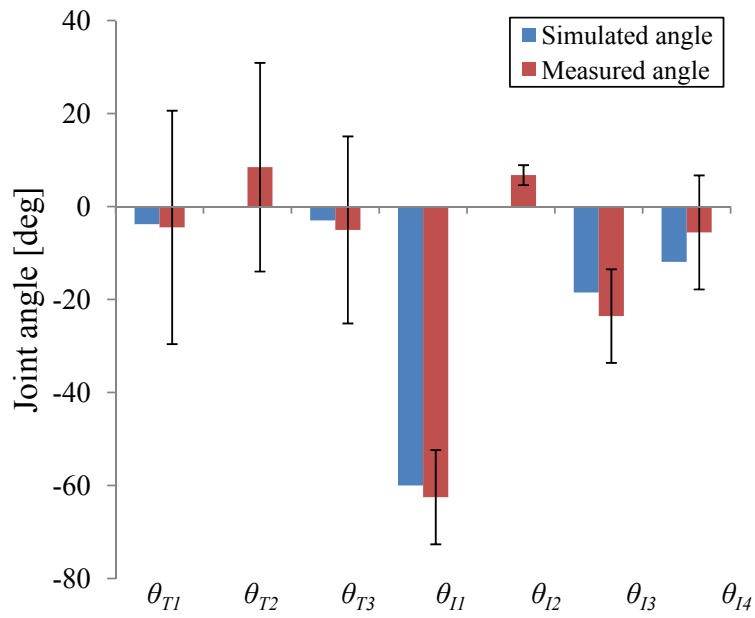 40
20
0
-20
-40
-60
-80
Joint angle [deg]
Simulated angle
Measured angle
θT1 θT2 θT3 θI1 θI2 θI3 θI4